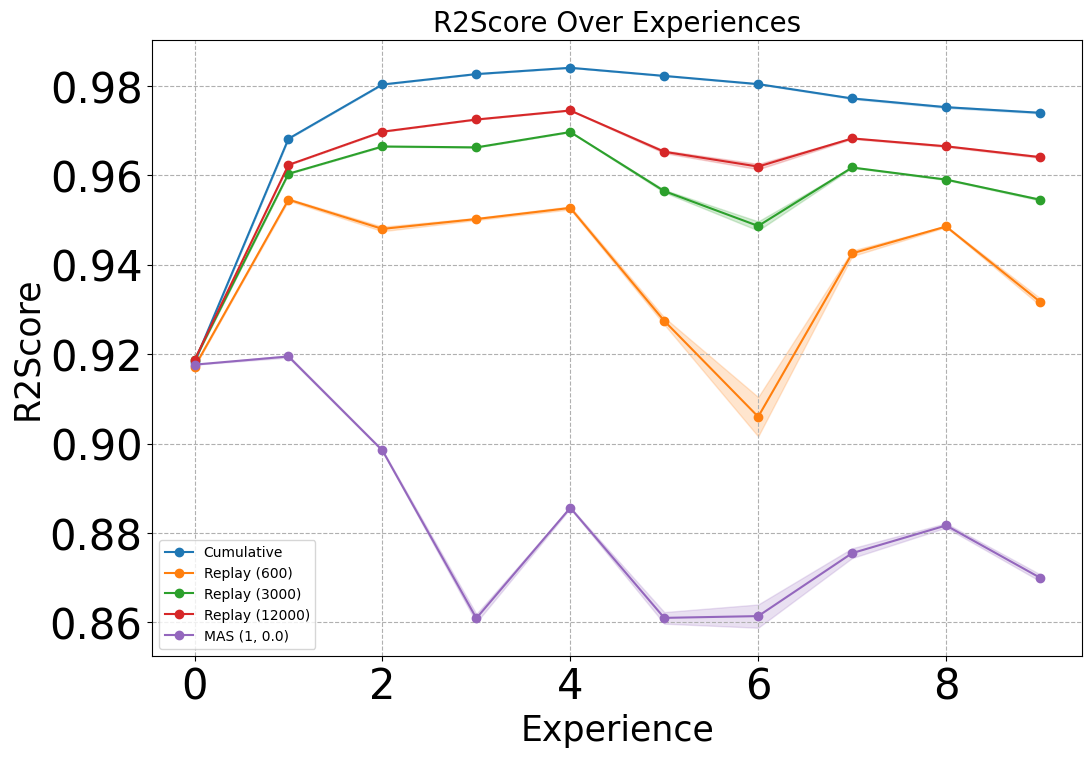 R2Score Over Experiences
R2Score
0.98
0.96
0.94
0.92
0.90
0.88
0.86
Cumulative
Replay (600)
Replay (3000)
Replay (12000)
MAS (1, 0.0)
0 2 4 6 8
Experience